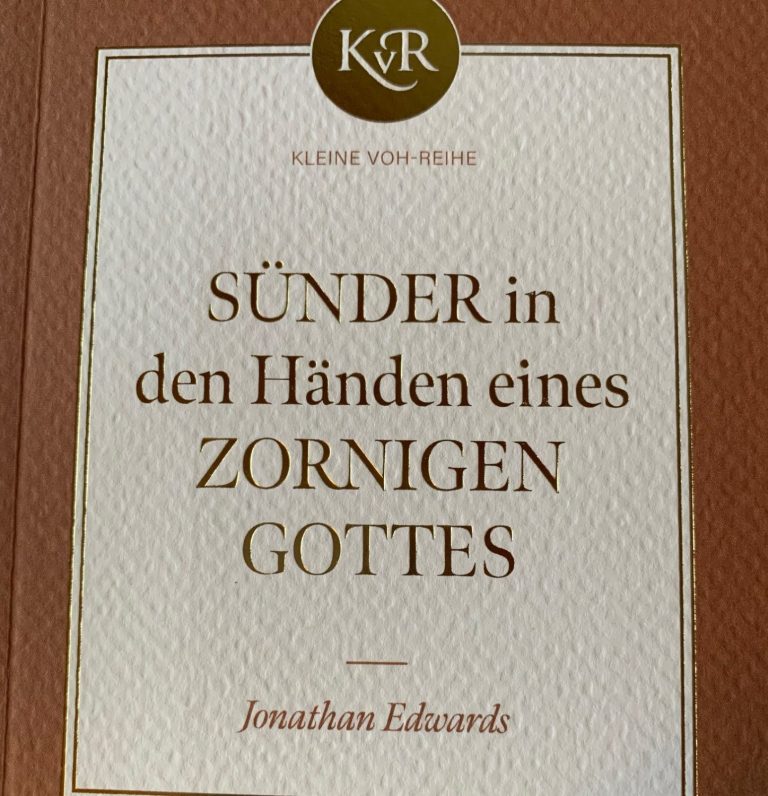 KvR
KLEINE VOH-REIHE
SÜNDER in
den Händen eines
ZORNIGEN
GOTTES
Jonathan Edwards